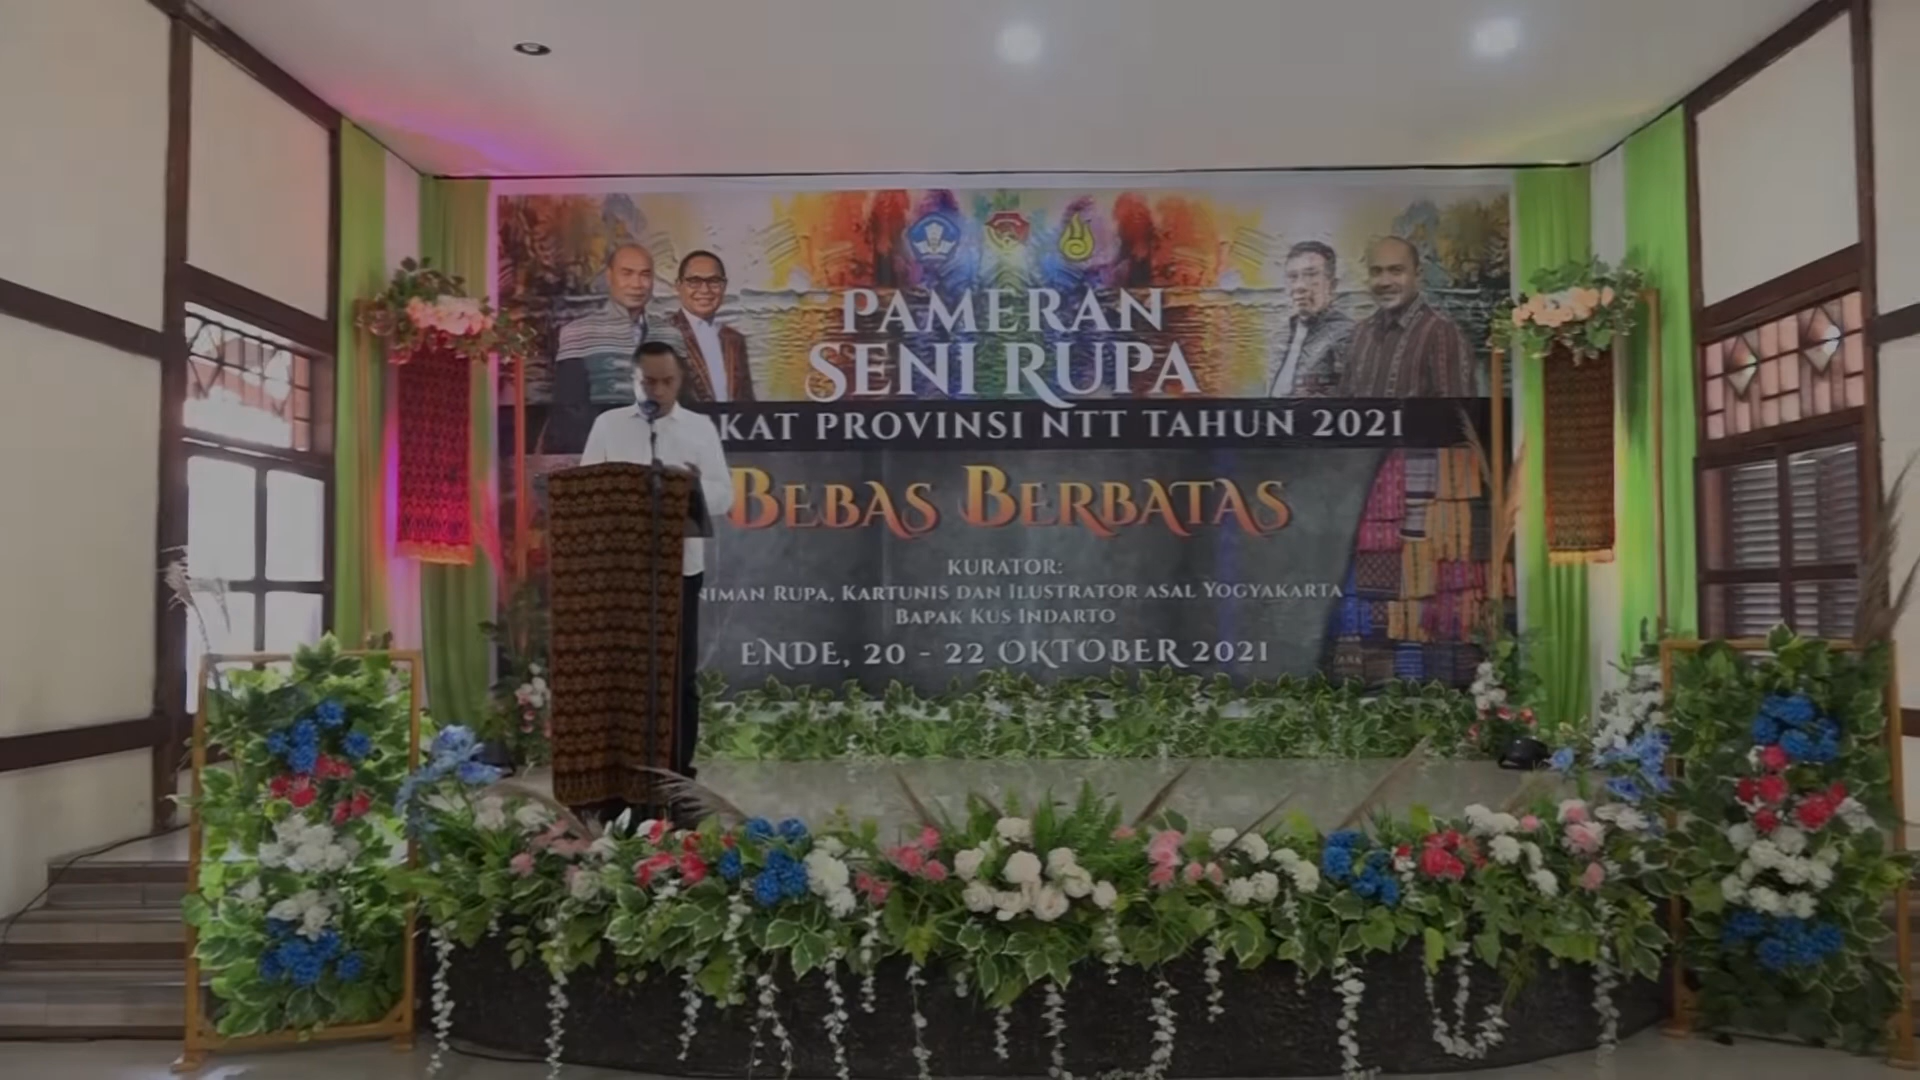 PAMERAN
SENI RUPA
KAT PROVINSI NTT TAHUN 2021
BEBAS BERBATAS
KURATOR:
NIMAN RUPA, KARTUNIS DAN ILUSTRATOR ASAL YOGYAKARTA
BAPAK KUS INDARTO
ENDE, 20 - 22 OKTOBER 2021